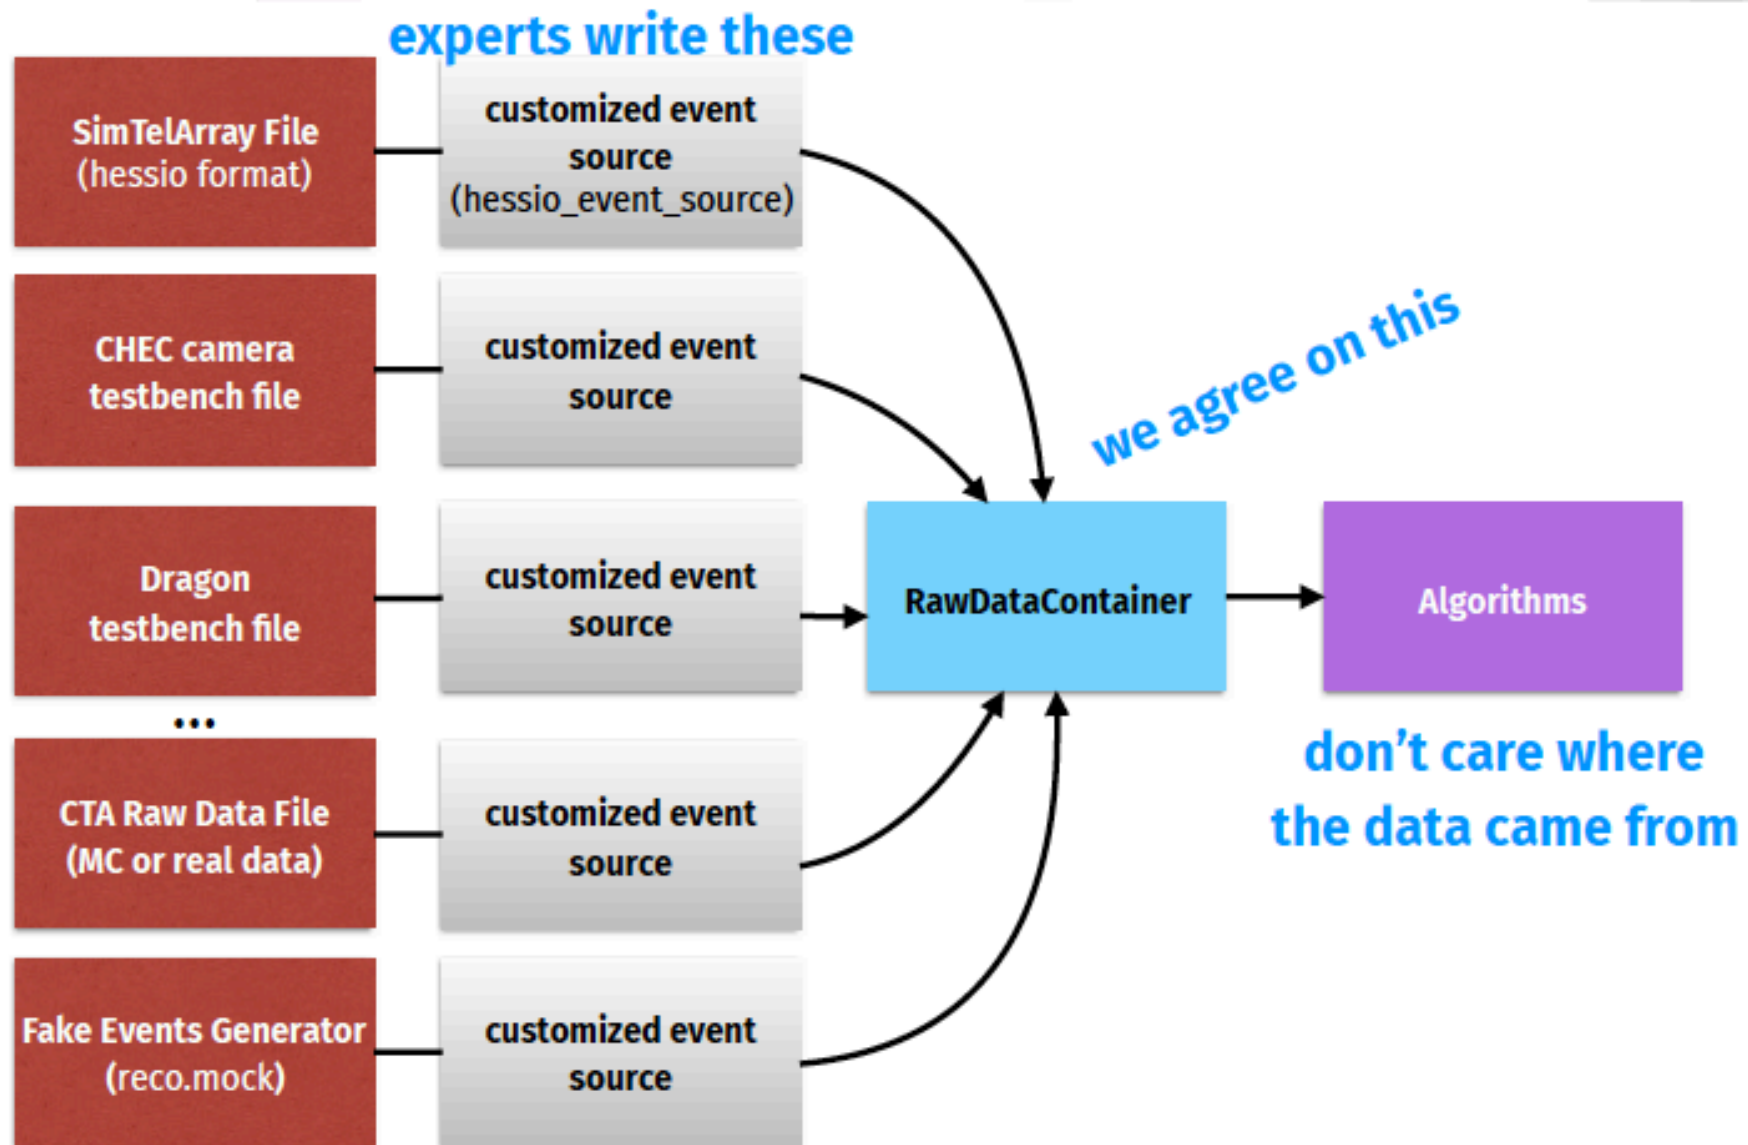 experts write these
SimTelArray File
(hessio format)
customized event
source
(hessio_event_source)
CHEC camera
testbench file
customized event
source
we agree on this
Dragon
testbench file
customized event
source
RawDataContainer
Algorithms
...
don't care where
the data came from
CTA Raw Data File
(MC or real data)
customized event
source
Fake Events Generator
(reco.mock)
customized event
source